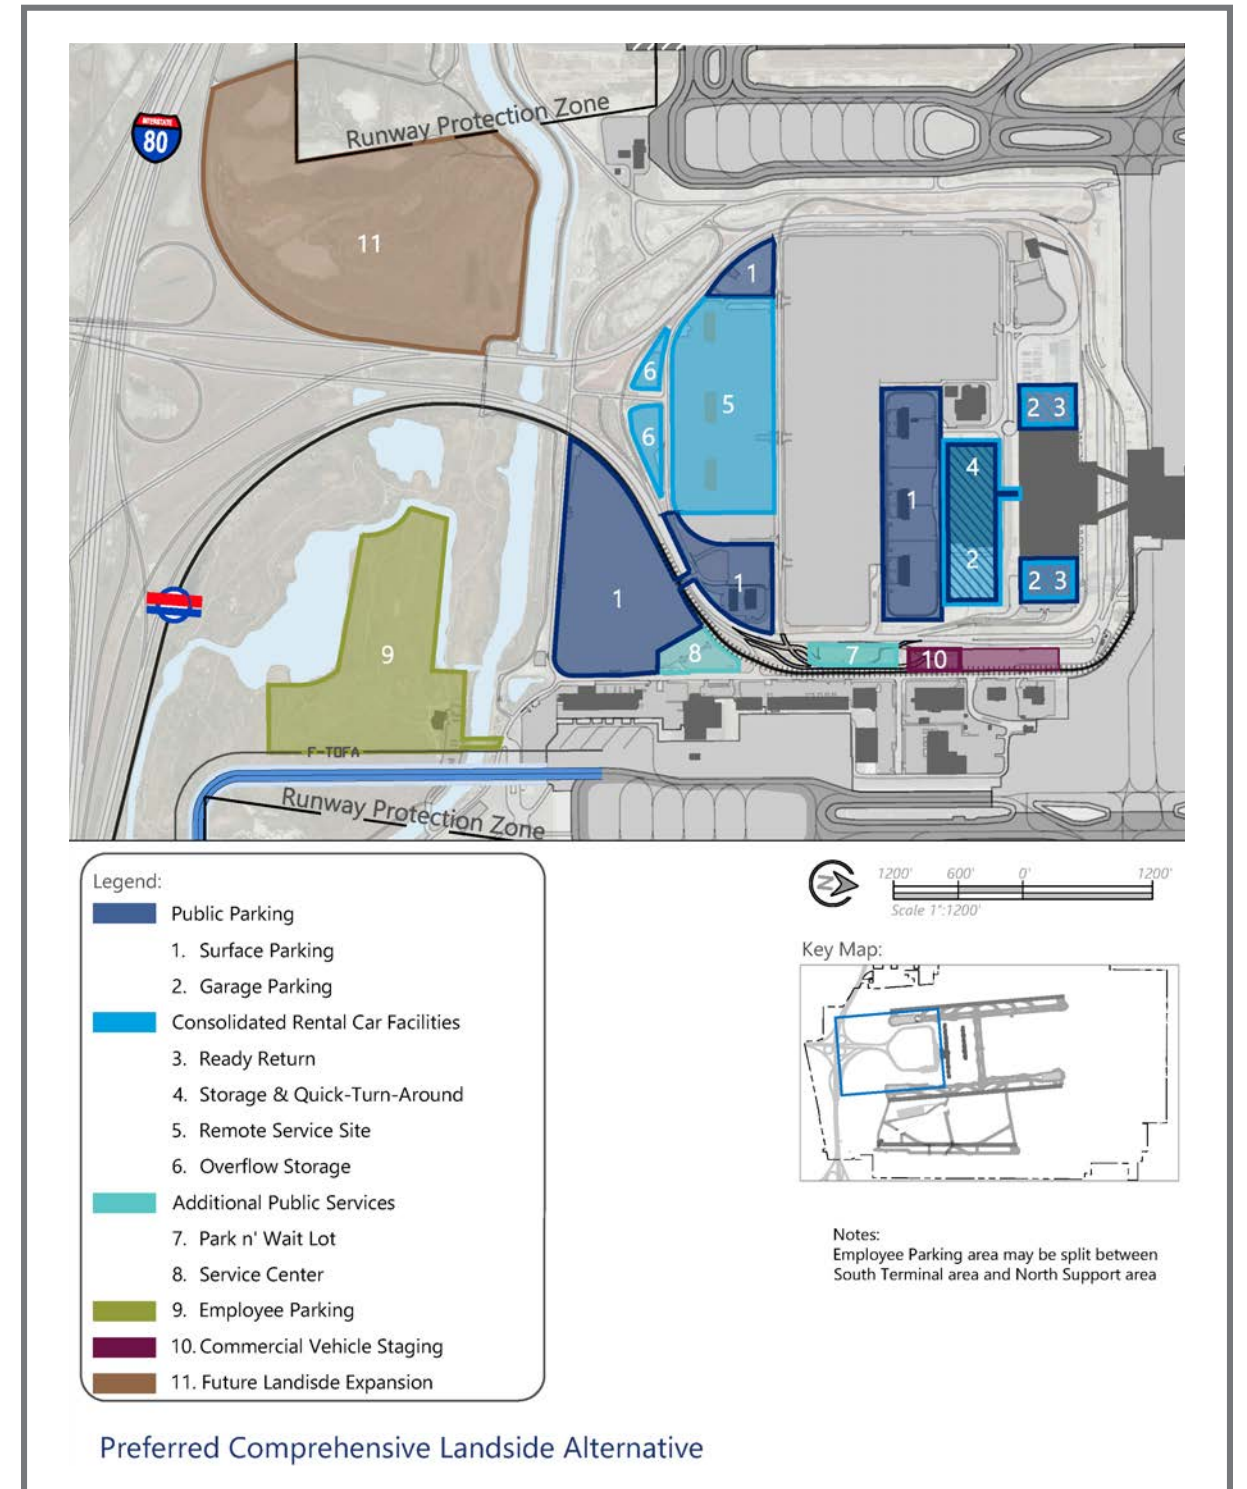 Runway Protection Zone
INTERSTATE
80
11
1
6
5
6
2 3
4
1
2
2 3
1
1
9
8
7
10
F-TOFA
Runway Protection Zone
Legend:
Public Parking
1. Surface Parking
2. Garage Parking
Consolidated Rental Car Facilities
3. Ready Return
4. Storage & Quick-Turn-Around
5. Remote Service Site
6. Overflow Storage
Additional Public Services
7. Park n' Wait Lot
8. Service Center
9. Employee Parking
10. Commercial Vehicle Staging
11. Future Landisde Expansion
N
1200' 600' 0' 1200'
Scale 1":1200'
Key Map:
Notes:
Employee Parking area may be split between
South Terminal area and North Support area
Preferred Comprehensive Landside Alternative